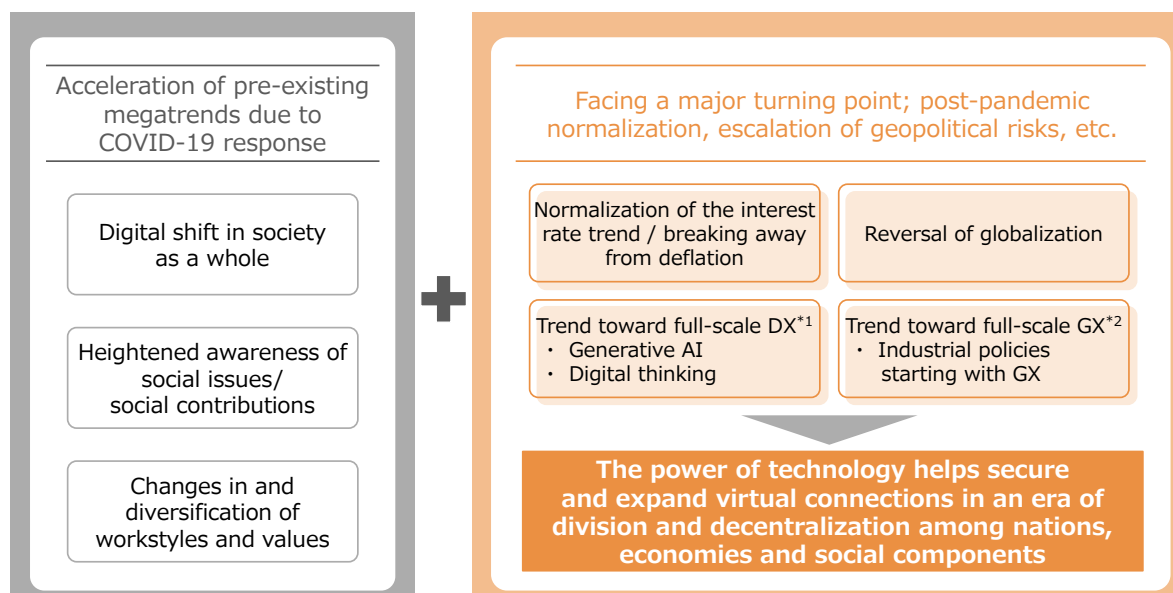 Acceleration of pre-existing
megatrends due to
COVID-19 response
Digital shift in society
as a whole
Heightened awareness of
social issues/
social contributions
Changes in and
diversification of
workstyles and values
Facing a major turning point; post-pandemic
normalization, escalation of geopolitical risks, etc.
Normalization of the interest
rate trend / breaking away
from deflation
Reversal of globalization
Trend toward full-scale DX*1
・ Generative AI
・ Digital thinking
Trend toward full-scale GX*2
・ Industrial policies
starting with GX
The power of technology helps secure
and expand virtual connections in an era of
division and decentralization among nations,
economies and social components